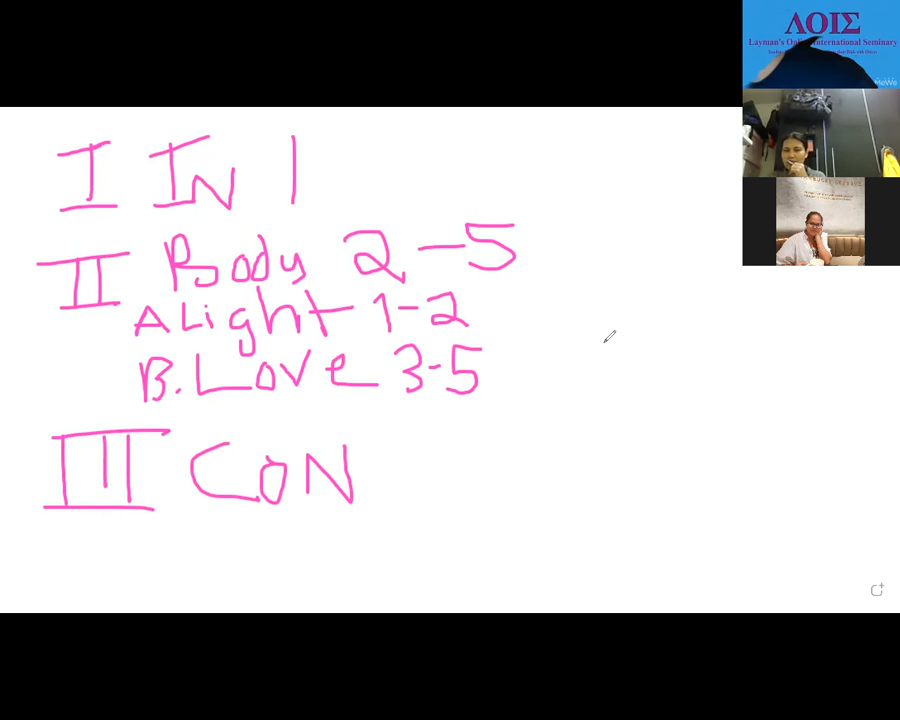 ΛΟΙΣ
Layman's Online International Seminary
MeWe
I IN 1
II Body 2-5
A Light 1-2
B. Love 3-5
III CON